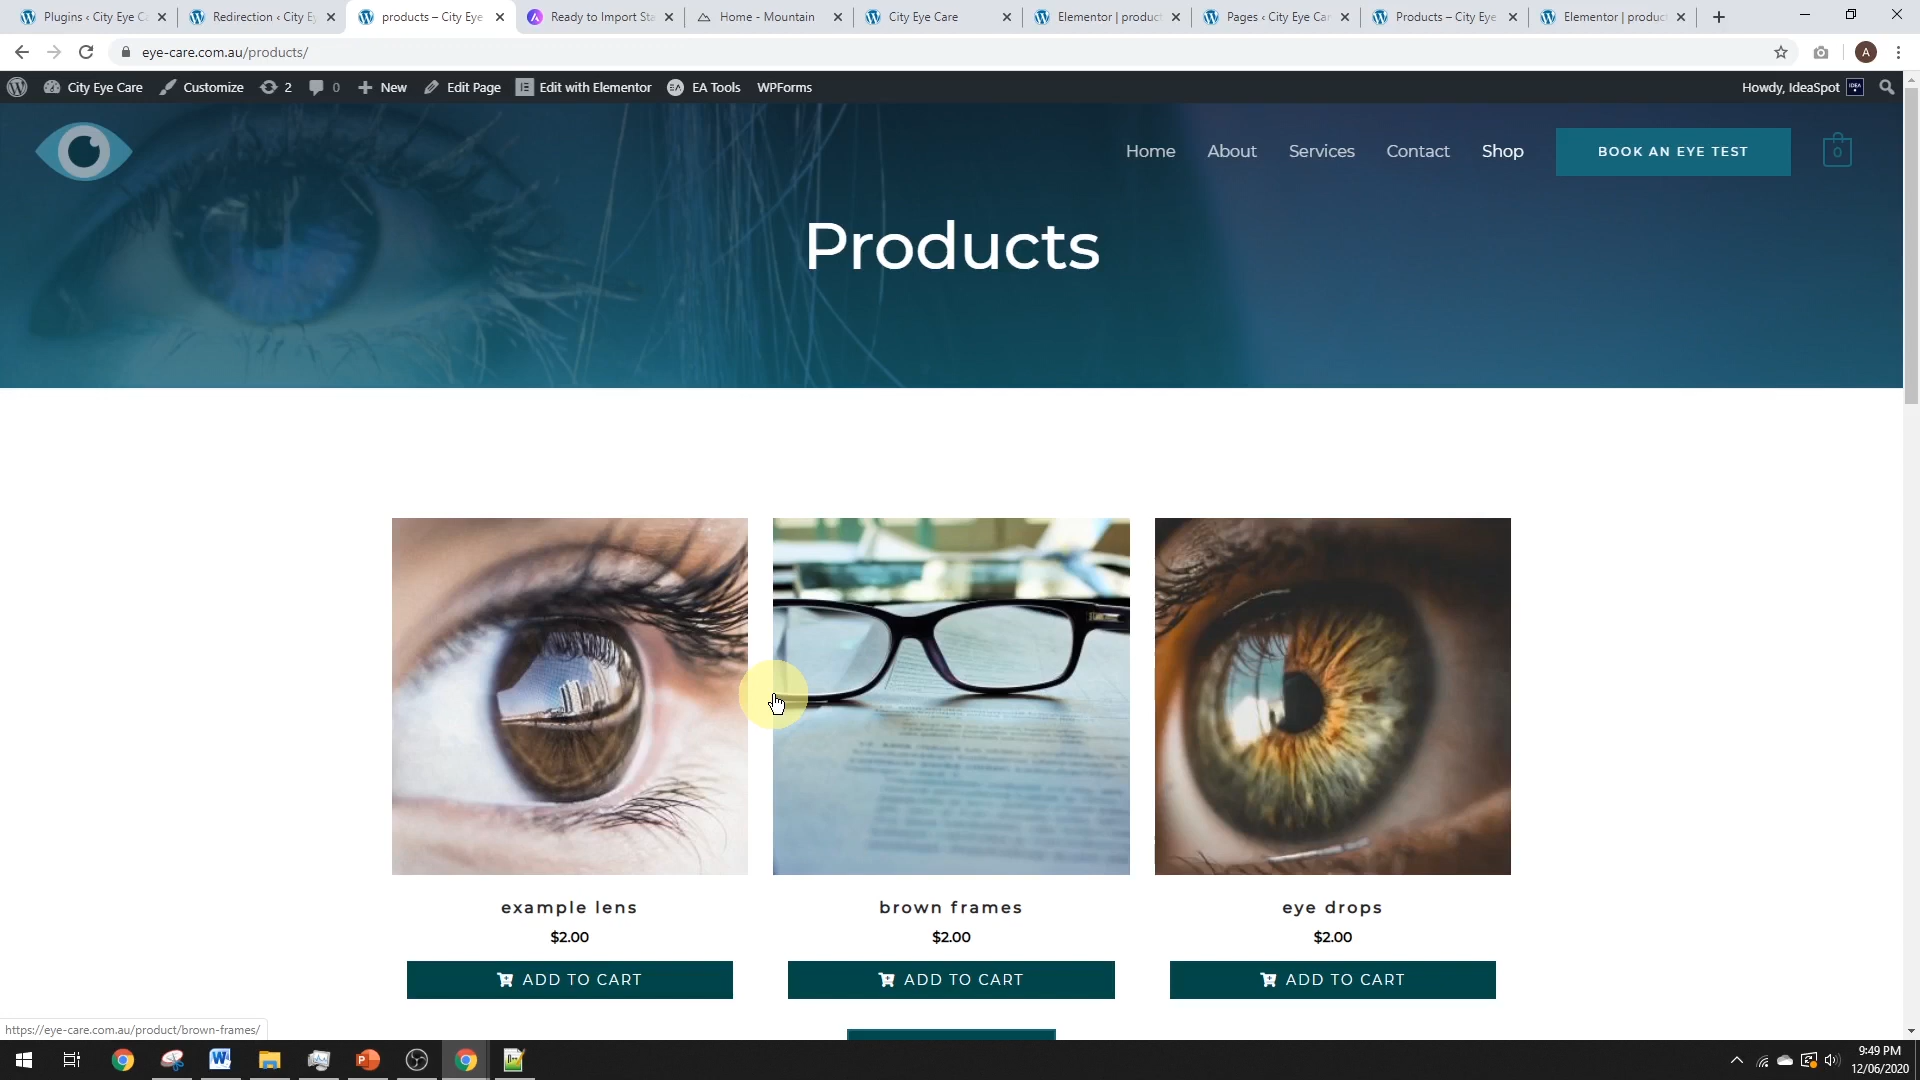 Plugins ‹ City Eye Ca
Redirection ‹ City Ey
products – City Eye
Ready to Import Sta
Home - Mountain
City Eye Care
Elementor | product
Pages ‹ City Eye Car
Products – City Eye
Elementor | product
eye-care.com.au/products/
A
City Eye Care
Customize
2
0
New
Edit Page
Edit with Elementor
EA Tools
WPForms
Howdy, IdeaSpot
Home
About
Services
Contact
Shop
BOOK AN EYE TEST
0
Products
example lens
$2.00
ADD TO CART
brown frames
$2.00
ADD TO CART
eye drops
$2.00
ADD TO CART
https://eye-care.com.au/product/brown-frames/
9:49 PM
12/06/2020